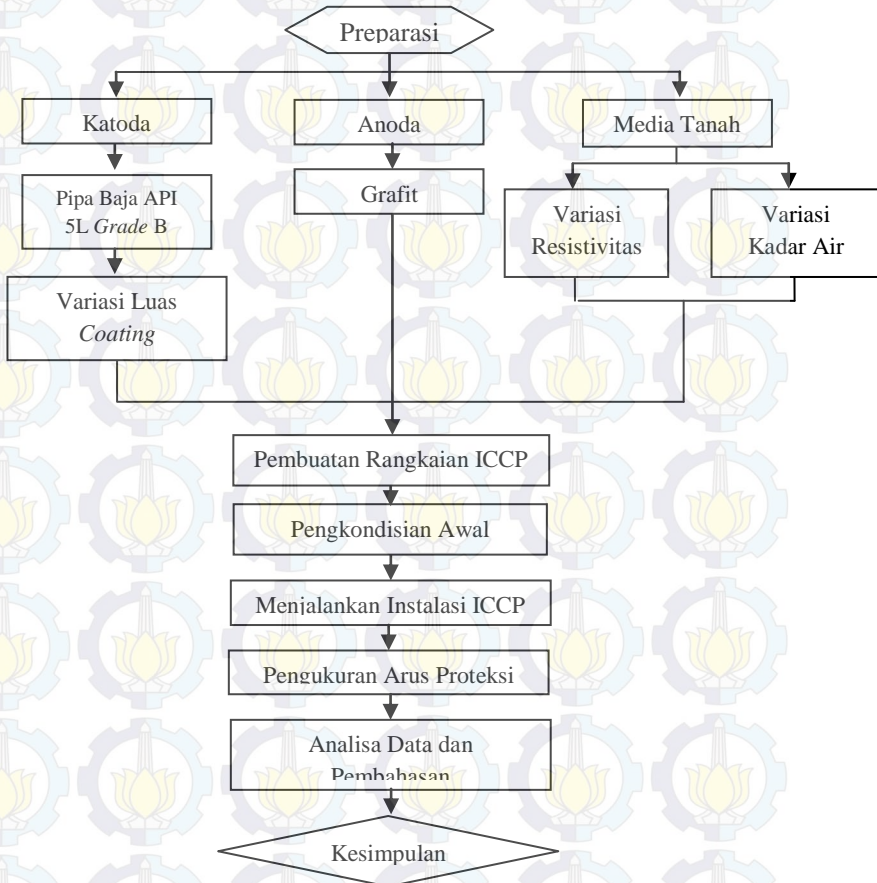 Preparasi
Katoda
Anoda
Media Tanah
Pipa Baja API
5L Grade B
Grafit
Variasi
Resistivitas
Variasi
Kadar Air
Variasi Luas
Coating
Pembuatan Rangkaian ICCP
Pengkondisian Awal
Menjalankan Instalasi ICCP
Pengukuran Arus Proteksi
Analisa Data dan
Pembahasan
Kesimpulan